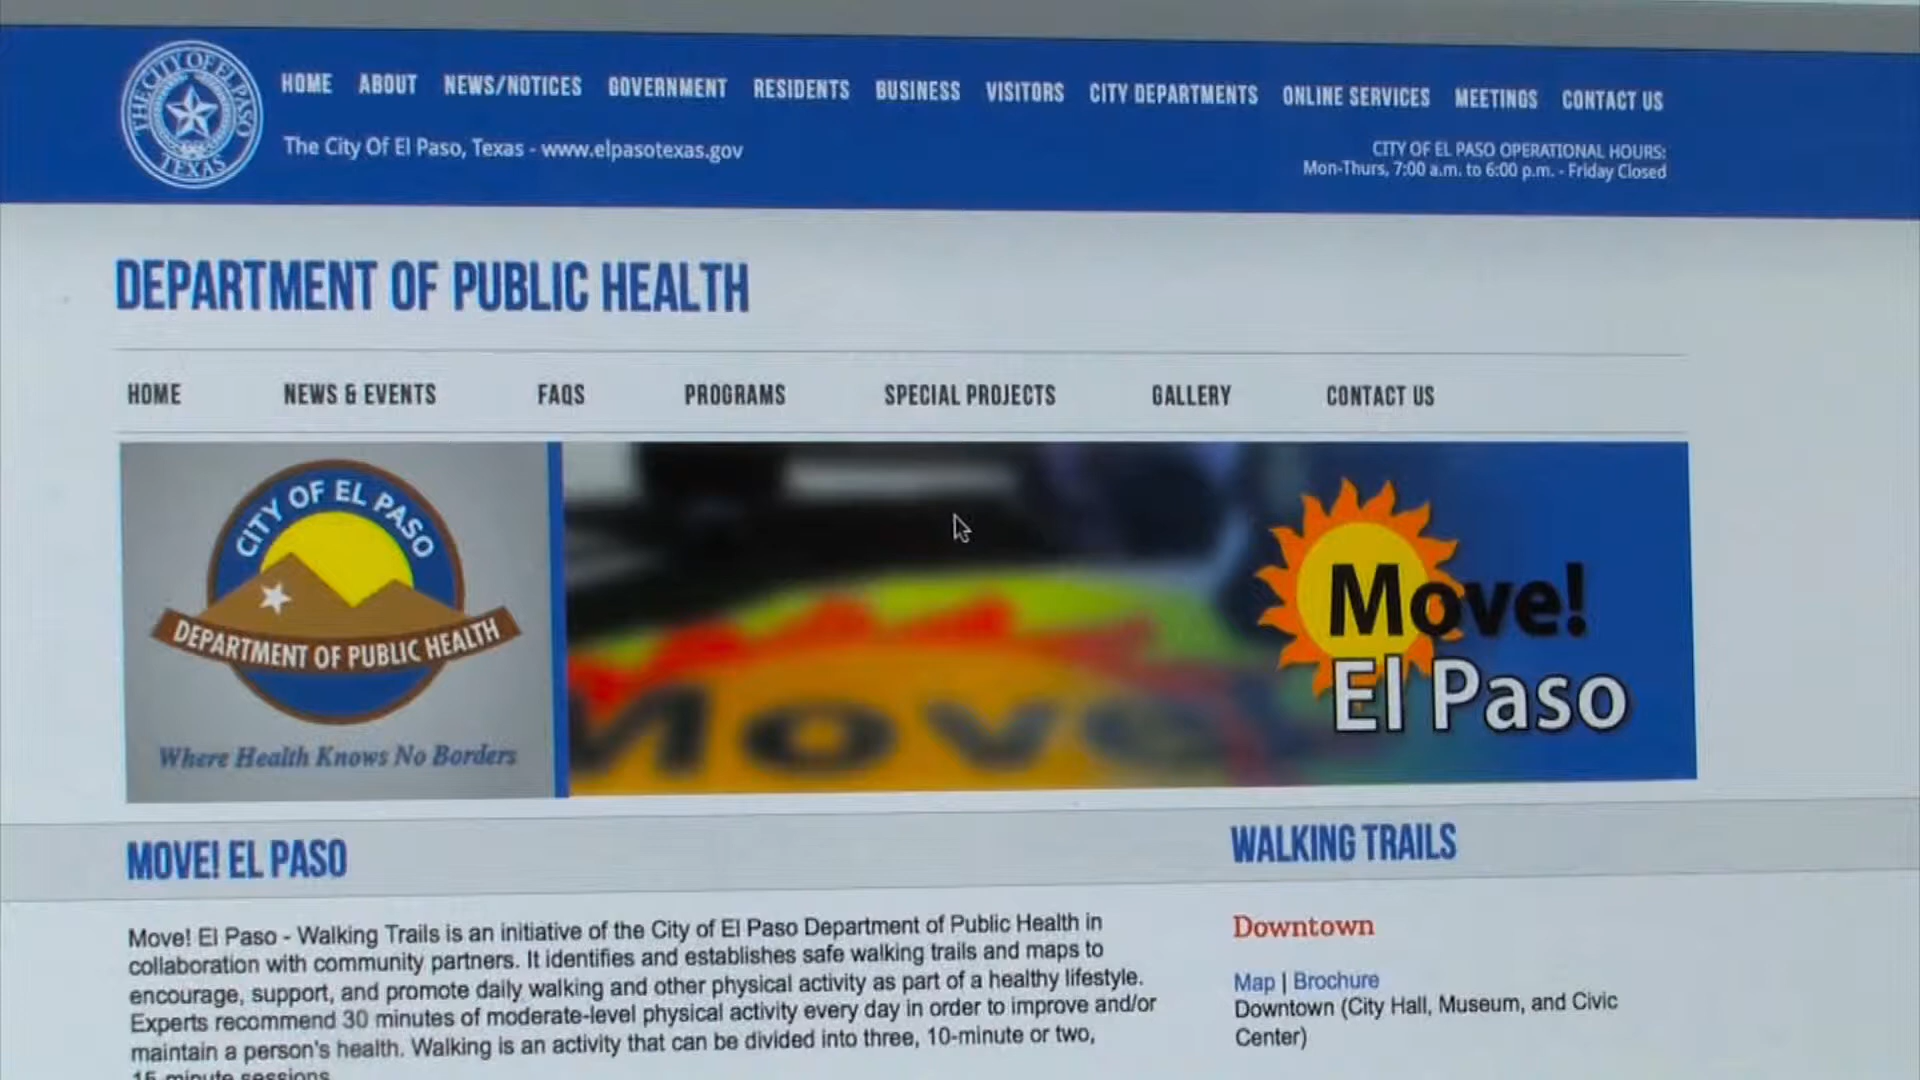 THE CITY OF EL PASO
TEXAS
HOME ABOUT NEWS/NOTICES GOVERNMENT RESIDENTS BUSINESS VISITORS CITY DEPARTMENTS ONLINE SERVICES MEETINGS CONTACT US
The City Of El Paso, Texas - www.elpasotexas.gov
CITY OF EL PASO OPERATIONAL HOURS:
Mon-Thurs, 7:00 a.m. to 6:00 p.m. - Friday Closed
DEPARTMENT OF PUBLIC HEALTH
HOME NEWS & EVENTS FAQS PROGRAMS SPECIAL PROJECTS GALLERY CONTACT US
CITY OF EL PASO
DEPARTMENT OF PUBLIC HEALTH
Where Health Knows No Borders
Move
Move!
El Paso
MOVE! EL PASO
Move! El Paso - Walking Trails is an initiative of the City of El Paso Department of Public Health in
collaboration with community partners. It identifies and establishes safe walking trails and maps to
encourage, support, and promote daily walking and other physical activity as part of a healthy lifestyle.
Experts recommend 30 minutes of moderate-level physical activity every day in order to improve and/or
maintain a person's health. Walking is an activity that can be divided into three, 10-minute or two,
15-minute sessions.
WALKING TRAILS
Downtown
Map | Brochure
Downtown (City Hall, Museum, and Civic
Center)